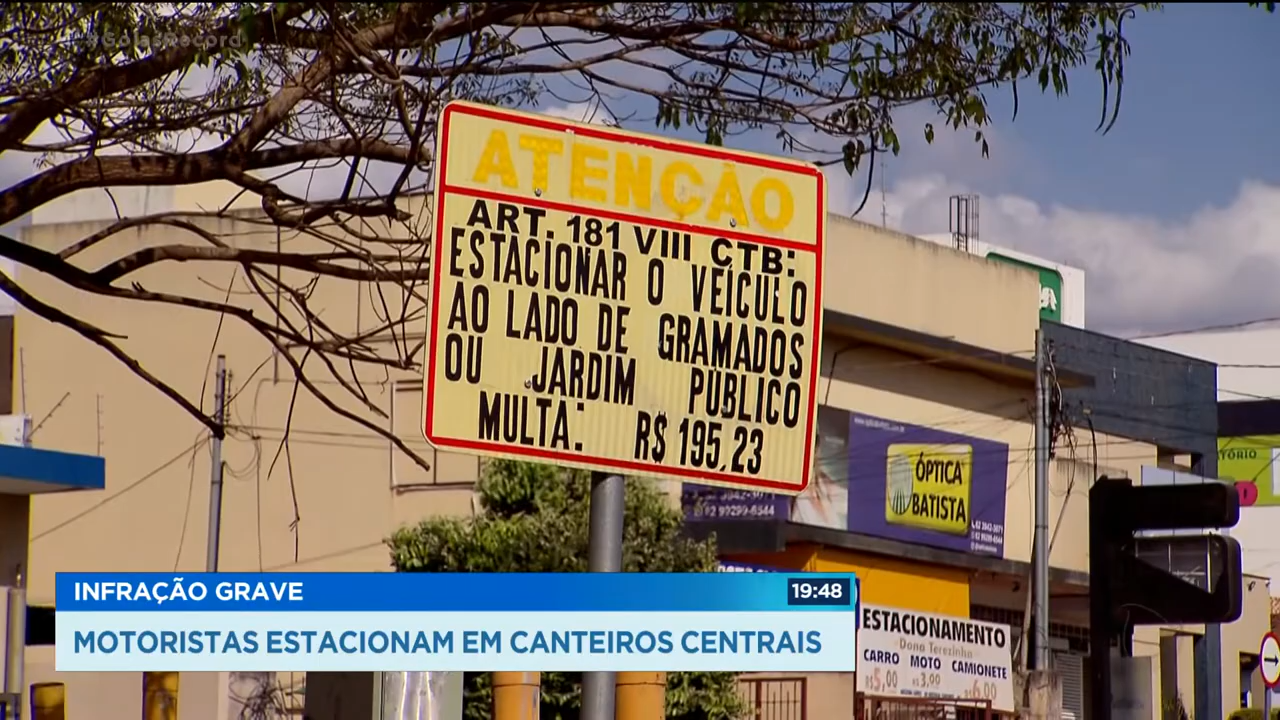 #GoiásRecord
ATENÇÃO
ART. 181 VIII CTB:
ESTACIONAR O VEÍCULO
AO LADO DE GRAMADOS
OU JARDIM PÚBLICO
MULTA: R$ 195,23
ÓPTICA
BATISTA
TÓRIO
INFRAÇÃO GRAVE
19:48
MOTORISTAS ESTACIONAM EM CANTEIROS CENTRAIS
ESTACIONAMENTO
Dona Terezinha
CARRO MOTO CAMIONETE
R$5,00 R$3,00 R$6,00